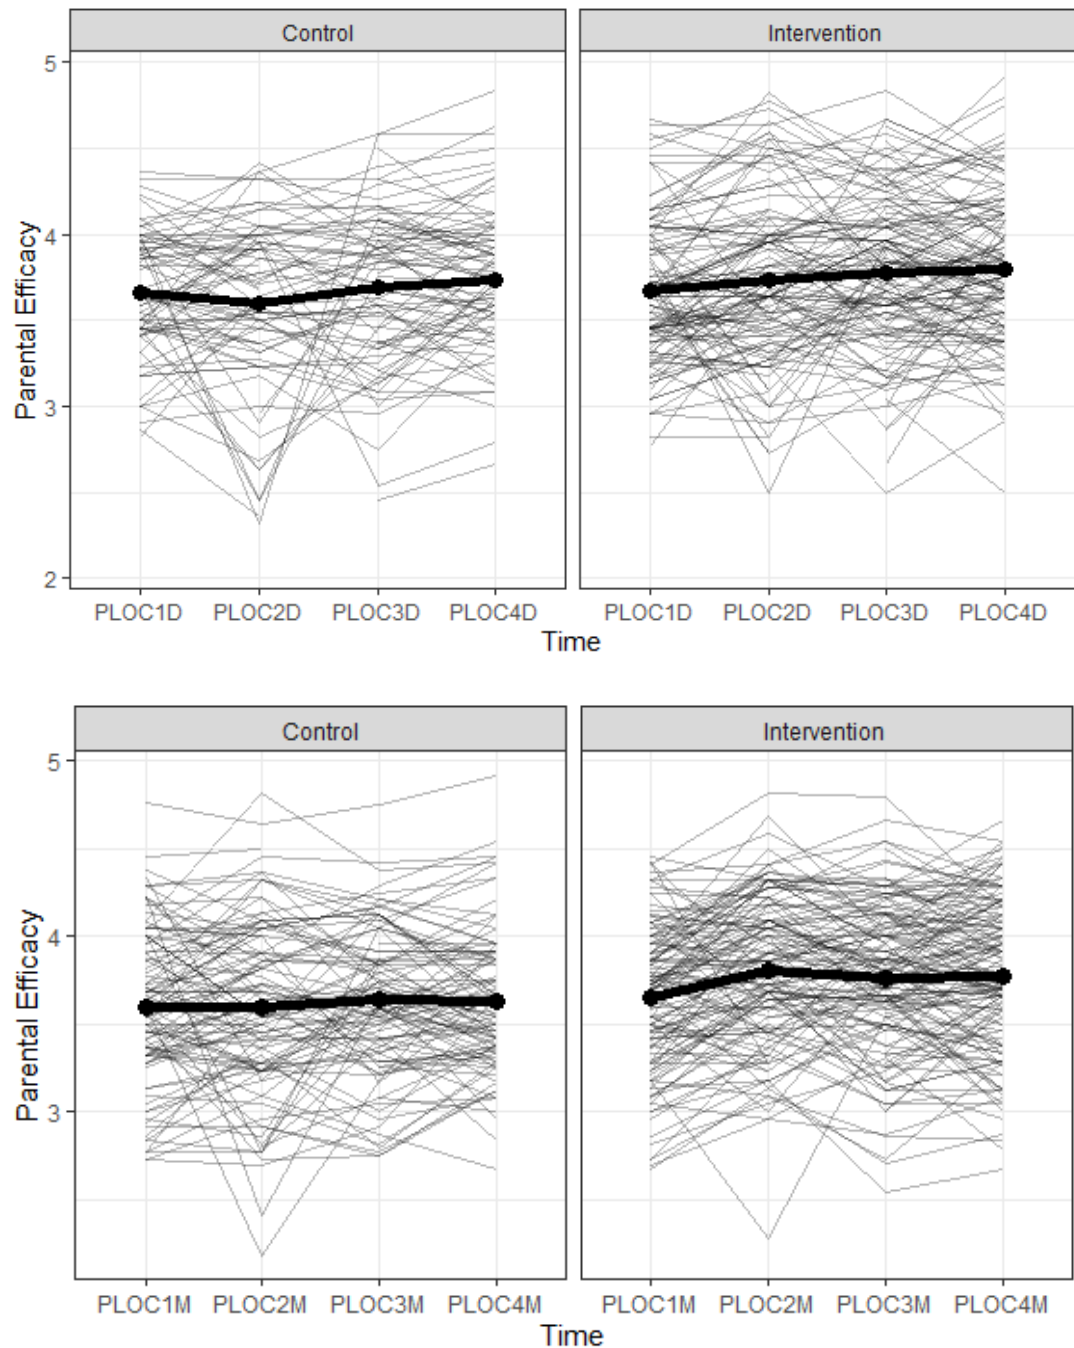 Control Intervention
5
4
3
2
Parental Efficacy
PLOC1D PLOC2D PLOC3D PLOC4D PLOC1D PLOC2D PLOC3D PLOC4D
Time
Control Intervention
5
4
3
Parental Efficacy
PLOC1M PLOC2M PLOC3M PLOC4M PLOC1M PLOC2M PLOC3M PLOC4M
Time